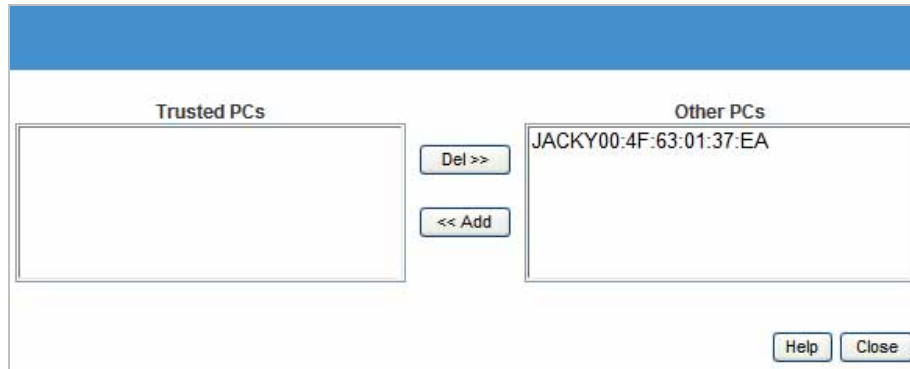 Trusted PCs
Other PCs
JACKY00:4F:63:01:37:EA
Del >>
<< Add
Help
Close